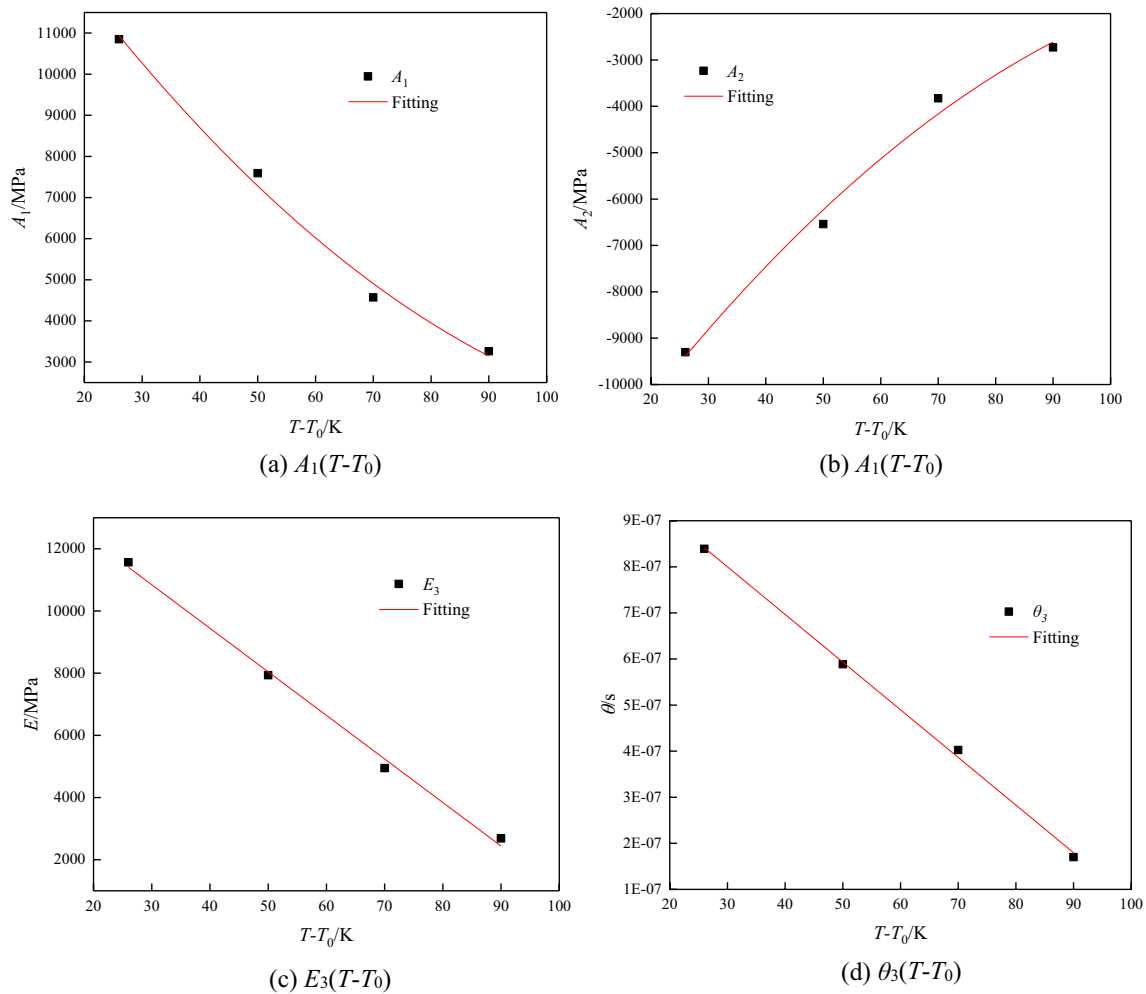 11000
10000
9000
8000
7000
6000
5000
4000
3000
A₁/MPa
A₁
Fitting
20 30 40 50 60 70 80 90 100
T-T₀/K
(a) A₁(T-T₀)
-2000
-3000
-4000
-5000
-6000
-7000
-8000
-9000
-10000
A₂/MPa
A₂
Fitting
20 30 40 50 60 70 80 90 100
T-T₀/K
(b) A₁(T-T₀)
12000
10000
8000
6000
4000
2000
E/MPa
E₃
Fitting
20 30 40 50 60 70 80 90 100
T-T₀/K
(c) E₃(T-T₀)
9E-07
8E-07
7E-07
6E-07
5E-07
4E-07
3E-07
2E-07
1E-07
θ/s
θ₃
Fitting
20 30 40 50 60 70 80 90 100
T-T₀/K
(d) θ₃(T-T₀)